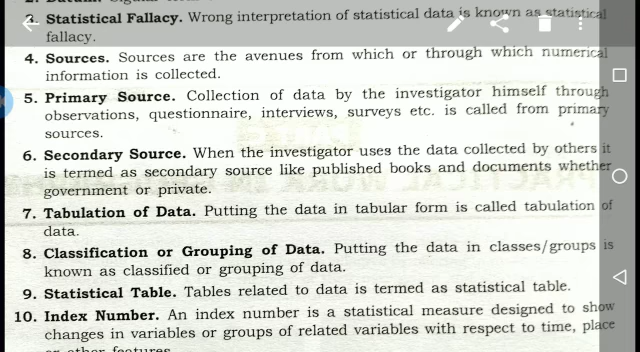 3. Statistical Fallacy. Wrong interpretation of statistical data is known as statistical
fallacy.
4. Sources. Sources are the avenues from which or through which numerical
information is collected.
5. Primary Source. Collection of data by the investigator himself through
observations, questionnaire, interviews, surveys etc. is called from primary
sources.
6. Secondary Source. When the investigator uses the data collected by others it
is termed as secondary source like published books and documents whether
government or private.
7. Tabulation of Data. Putting the data in tabular form is called tabulation of
data.
8. Classification or Grouping of Data. Putting the data in classes/groups is
known as classified or grouping of data.
9. Statistical Table. Tables related to data is termed as statistical table.
10. Index Number. An index number is a statistical measure designed to show
changes in variables or groups of related variables with respect to time, place
or other features